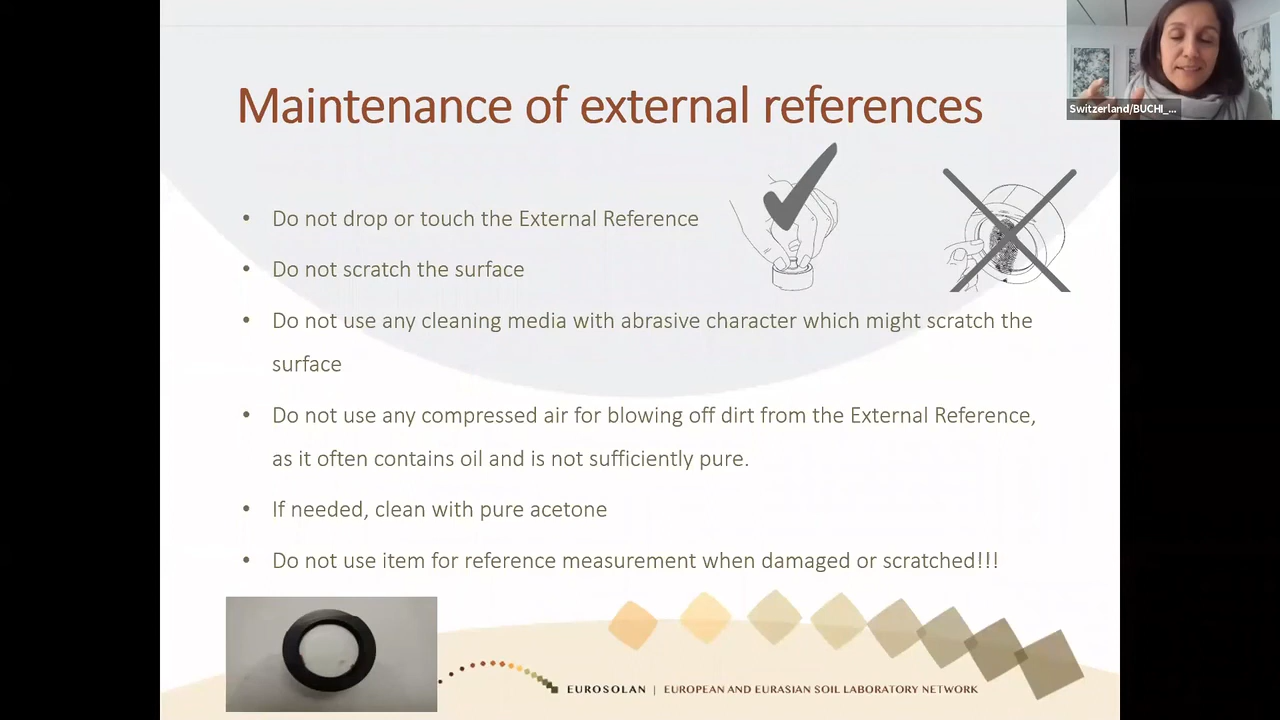 Maintenance of external references
Switzerland/BUCHI_...
• Do not drop or touch the External Reference
• Do not scratch the surface
• Do not use any cleaning media with abrasive character which might scratch the
surface
• Do not use any compressed air for blowing off dirt from the External Reference,
as it often contains oil and is not sufficiently pure.
• If needed, clean with pure acetone
• Do not use item for reference measurement when damaged or scratched!!!
EUROSOLAN | EUROPEAN AND EURASIAN SOIL LABORATORY NETWORK